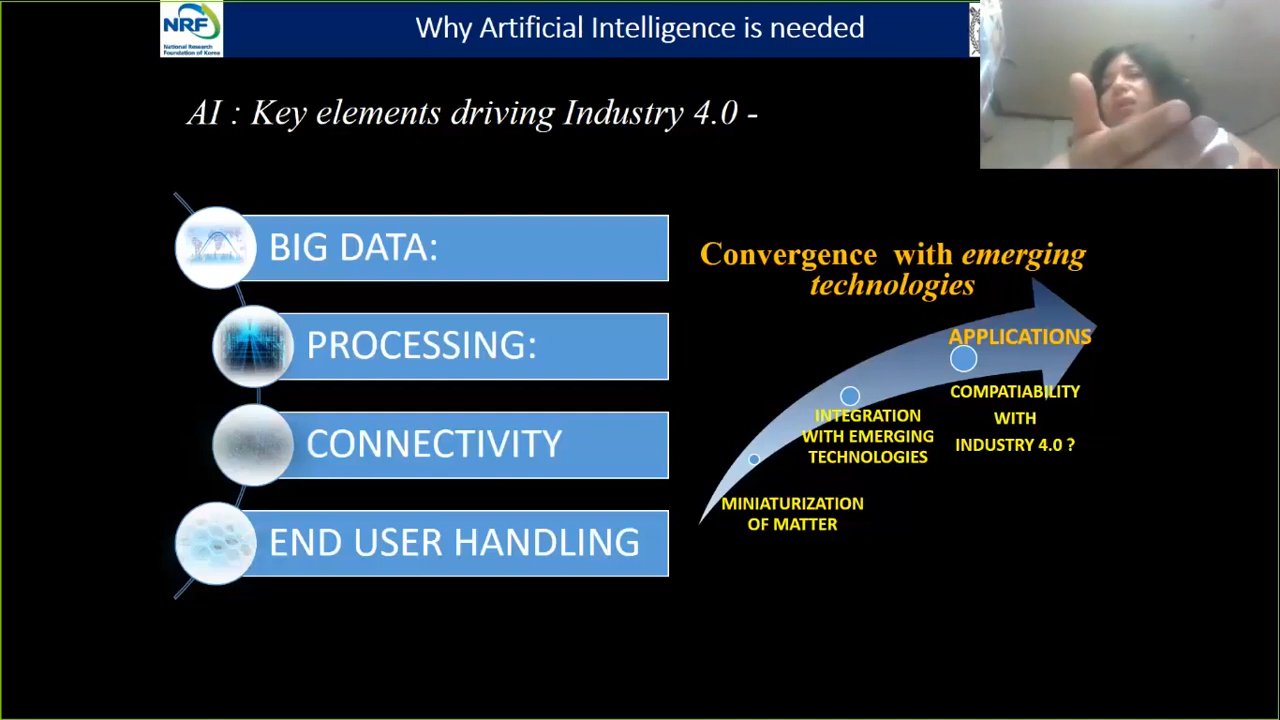 NRF
National Research
Foundation of Korea
Why Artificial Intelligence is needed
AI : Key elements driving Industry 4.0 -
BIG DATA:
PROCESSING:
CONNECTIVITY
END USER HANDLING
Convergence with emerging
technologies
APPLICATIONS
COMPATIABILITY
WITH
INDUSTRY 4.0 ?
INTEGRATION
WITH EMERGING
TECHNOLOGIES
MINIATURIZATION
OF MATTER